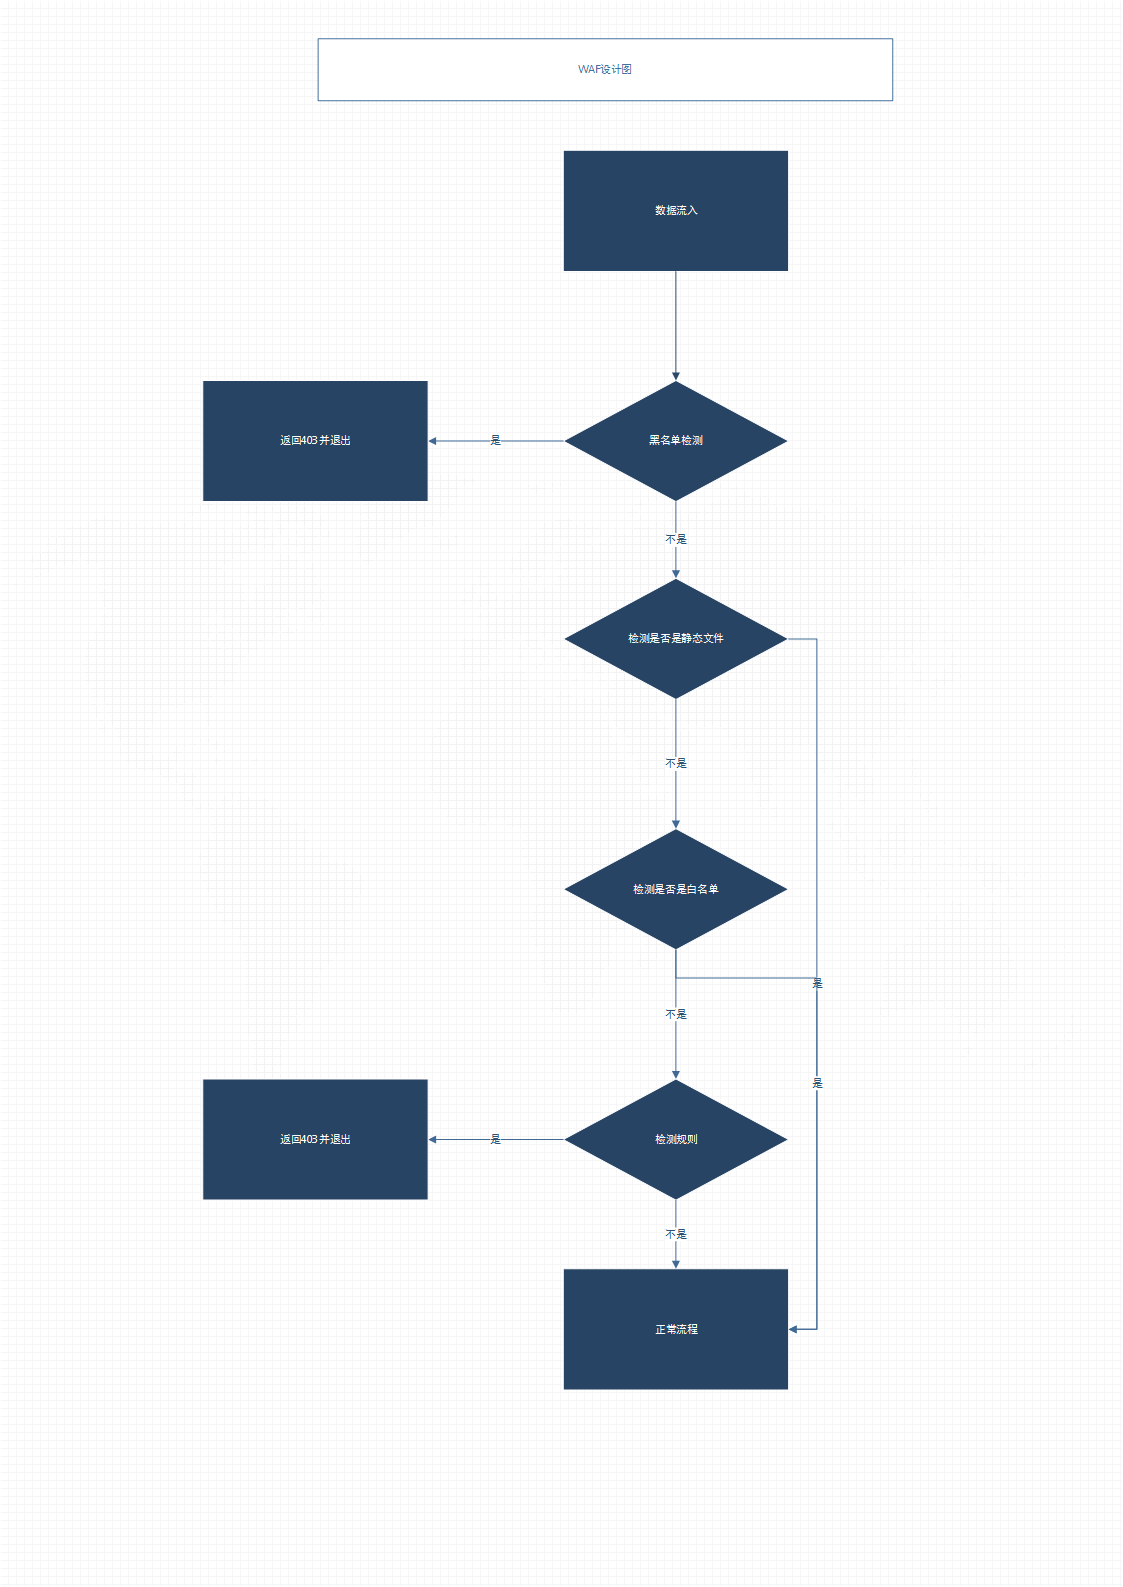 WAF设计图
数据流入
返回403 并退出
是
黑名单检测
不是
检测是否是静态文件
不是
检测是否是白名单
是
不是
是
返回403 并退出
是
检测规则
不是
正常流程